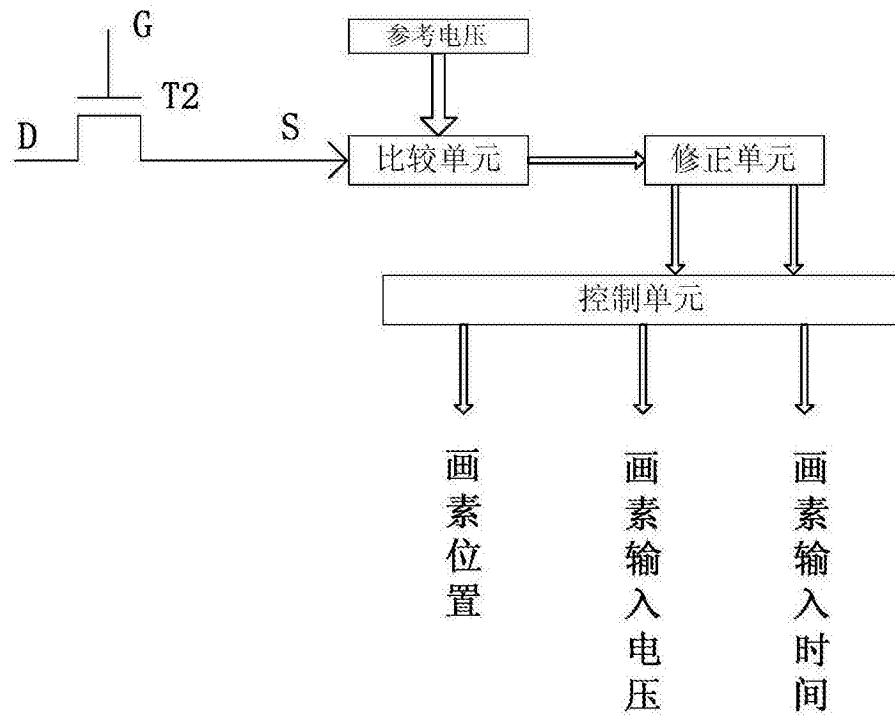 G
参考电压
T2
D
S
比较单元
修正单元
控制单元
画素位置
画素输入电压
画素输入时间